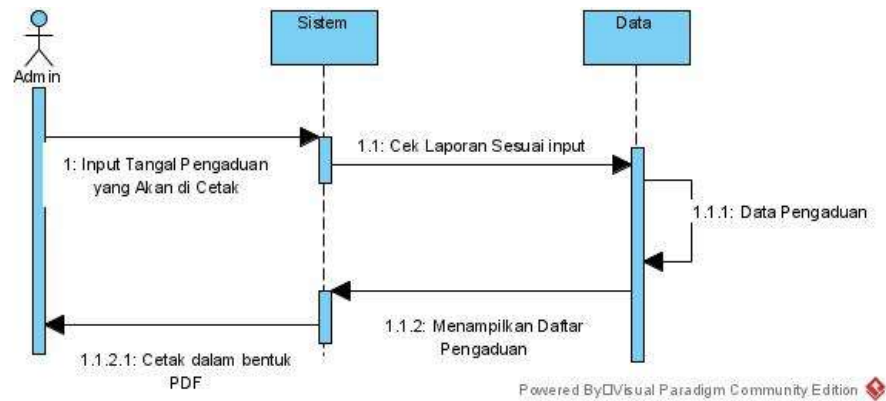 Sistem
Data
Admin
1: Input Tangal Pengaduan
yang Akan di Cetak
1.1: Cek Laporan Sesuai input
1.1.1: Data Pengaduan
1.1.2: Menampilkan Daftar
Pengaduan
1.1.2.1: Cetak dalam bentuk
PDF
Powered By□Visual Paradigm Community Edition